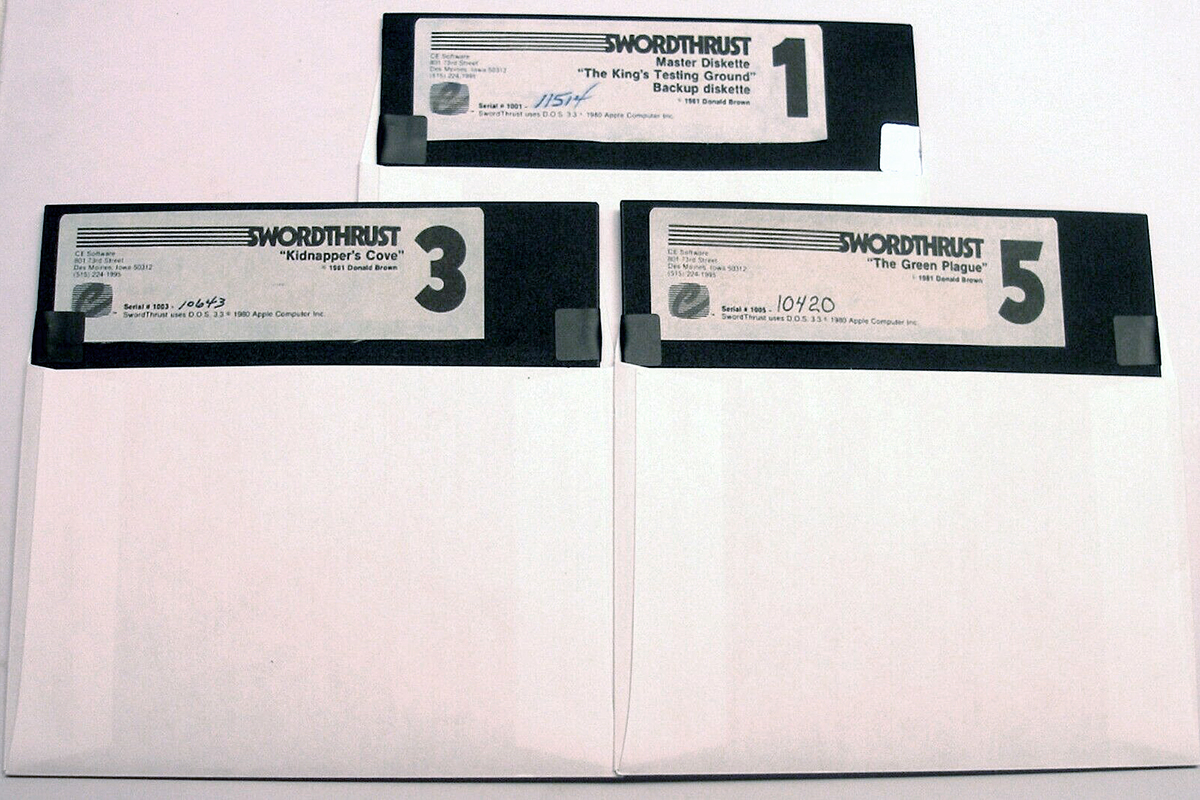 SWORDTHRUST
Master Diskette
"The King's Testing Ground"
Backup diskette
© 1981 Donald Brown
1
CE Software
801 73rd Street
Des Moines, Iowa 50312
(515) 224-1995
Serial # 1001 - 11514
SwordThrust uses D.O.S. 3.3 © 1980 Apple Computer Inc.
SWORDTHRUST
"Kidnapper's Cove"
© 1981 Donald Brown
3
CE Software
801 73rd Street
Des Moines, Iowa 50312
(515) 224-1995
Serial # 1003 - 10643
SwordThrust uses D.O.S. 3.3 © 1980 Apple Computer Inc.
SWORDTHRUST
"The Green Plague"
© 1981 Donald Brown
5
CE Software
801 73rd Street
Des Moines, Iowa 50312
(515) 224-1995
Serial # 1005 - 10420
SwordThrust uses D.O.S. 3.3 © 1980 Apple Computer Inc.